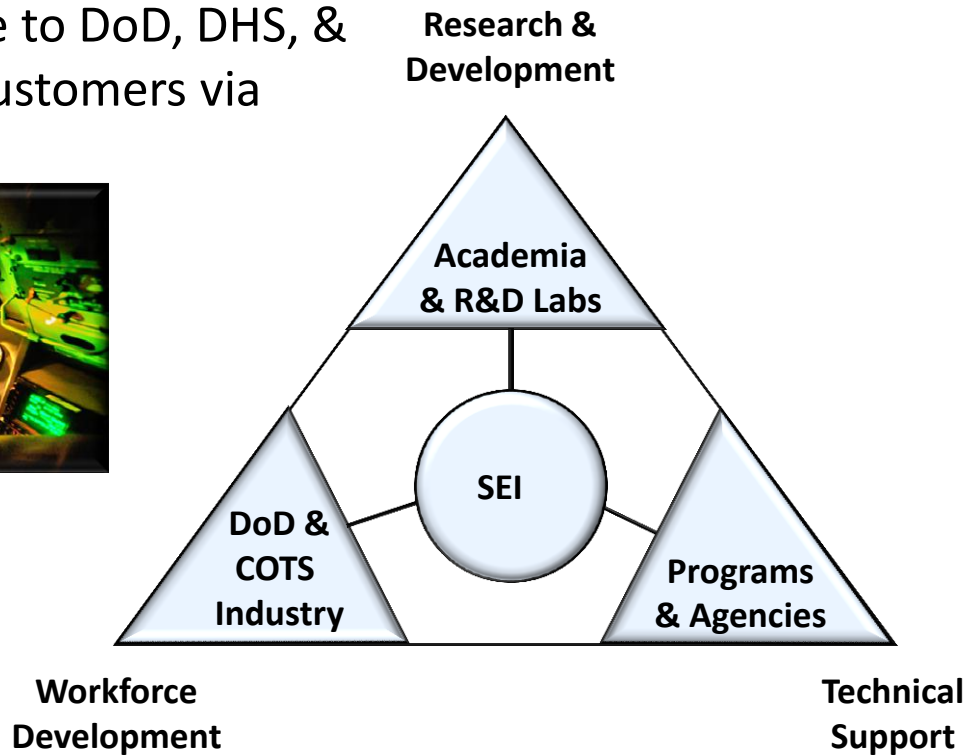 to DoD, DHS, &
ustomers via
Research &
Development
Academia
& R&D Labs
SEI
DoD &
COTS
Industry
Programs
& Agencies
Workforce
Development
Technical
Support